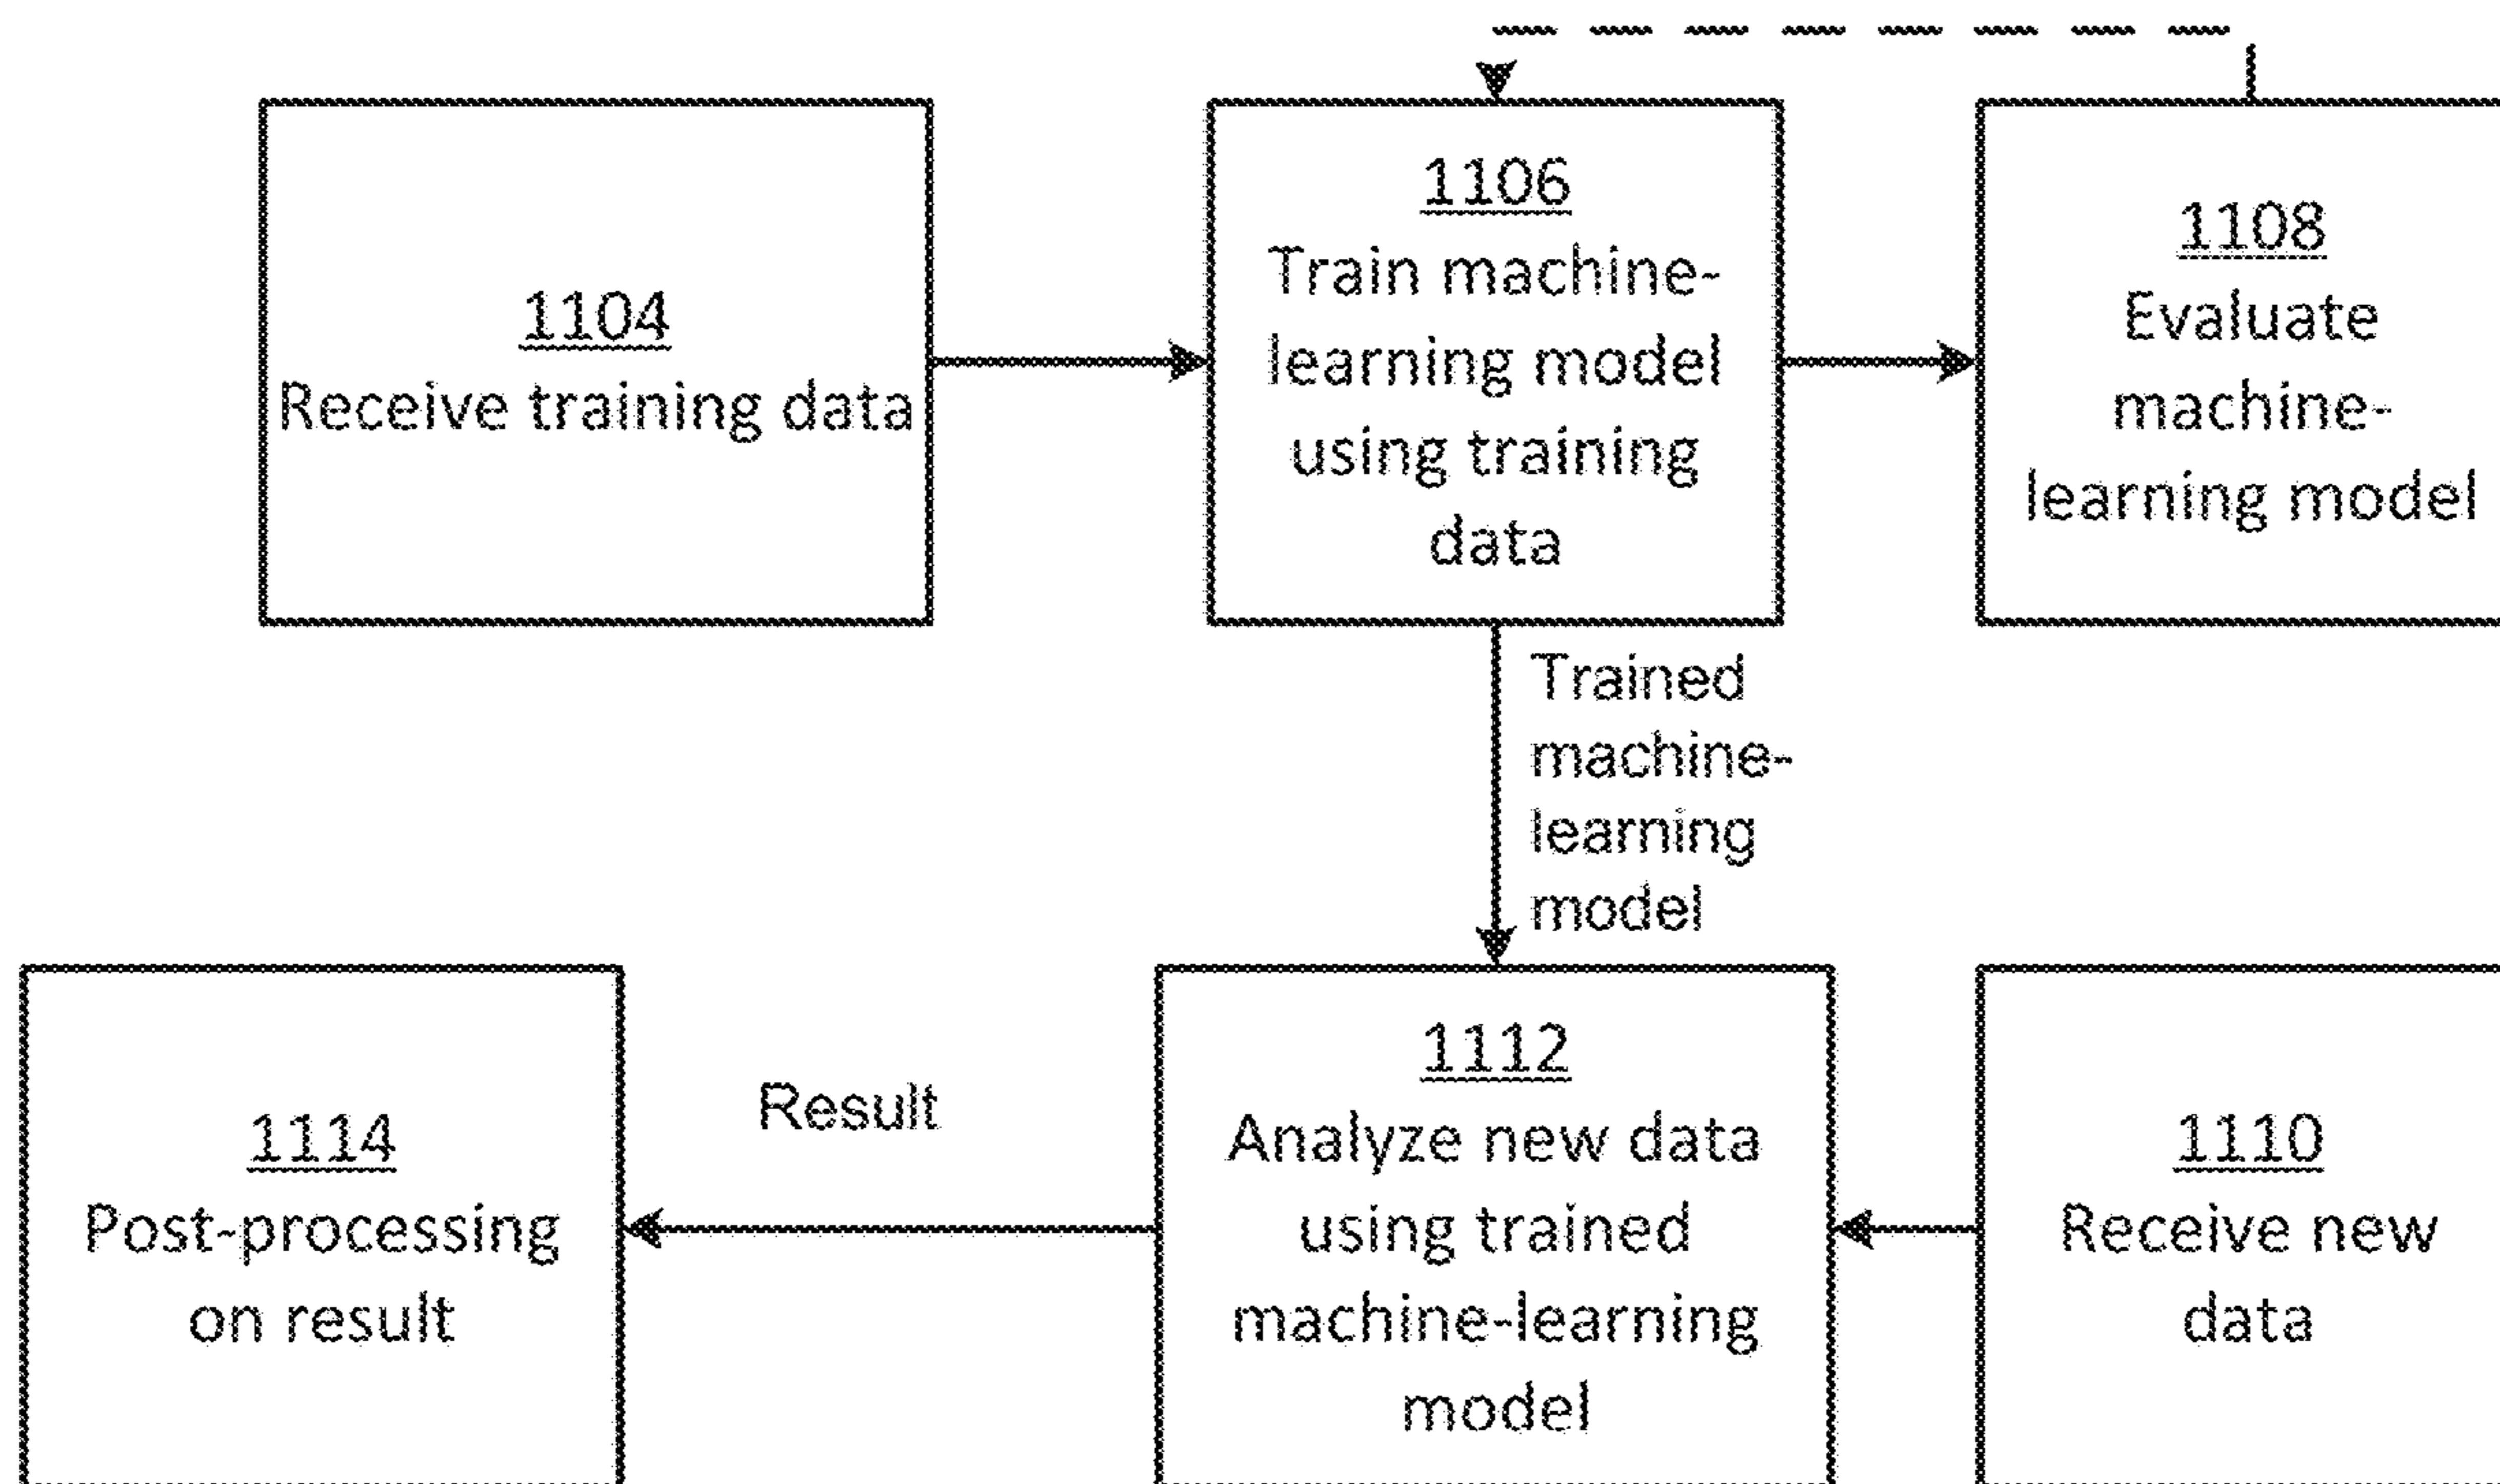 1104
Receive training data
1106
Train machine-
learning model
using training
data
1108
Evaluate
machine-
learning model
Trained
machine-
learning
model
1114
Post-processing
on result
Result
1112
Analyze new data
using trained
machine-learning
model
1110
Receive new
data